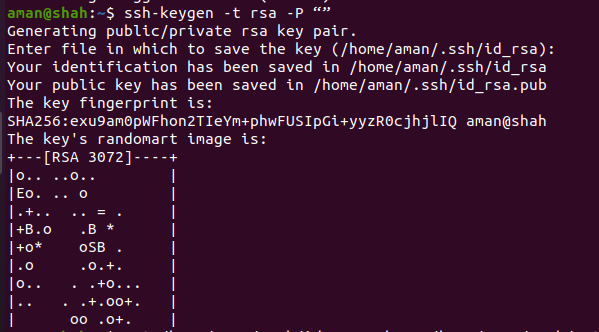 aman@shah:~$ ssh-keygen -t rsa -P “”
Generating public/private rsa key pair.
Enter file in which to save the key (/home/aman/.ssh/id_rsa):
Your identification has been saved in /home/aman/.ssh/id_rsa
Your public key has been saved in /home/aman/.ssh/id_rsa.pub
The key fingerprint is:
SHA256:exu9am0pWFhon2TIeYm+phwFUSIpGi+yyzR0cjhjlIQ aman@shah
The key's randomart image is:
+---[RSA 3072]----+
|o.. ..o..        |
|Eo. .. o         |
|.+..  .. = .     |
|+B.o   .B *      |
|+o*    oSB .     |
|.o     .o.+.     |
|o..   . .+o...   |
|..   . .+.oo+.   |
|      oo .o+.    |